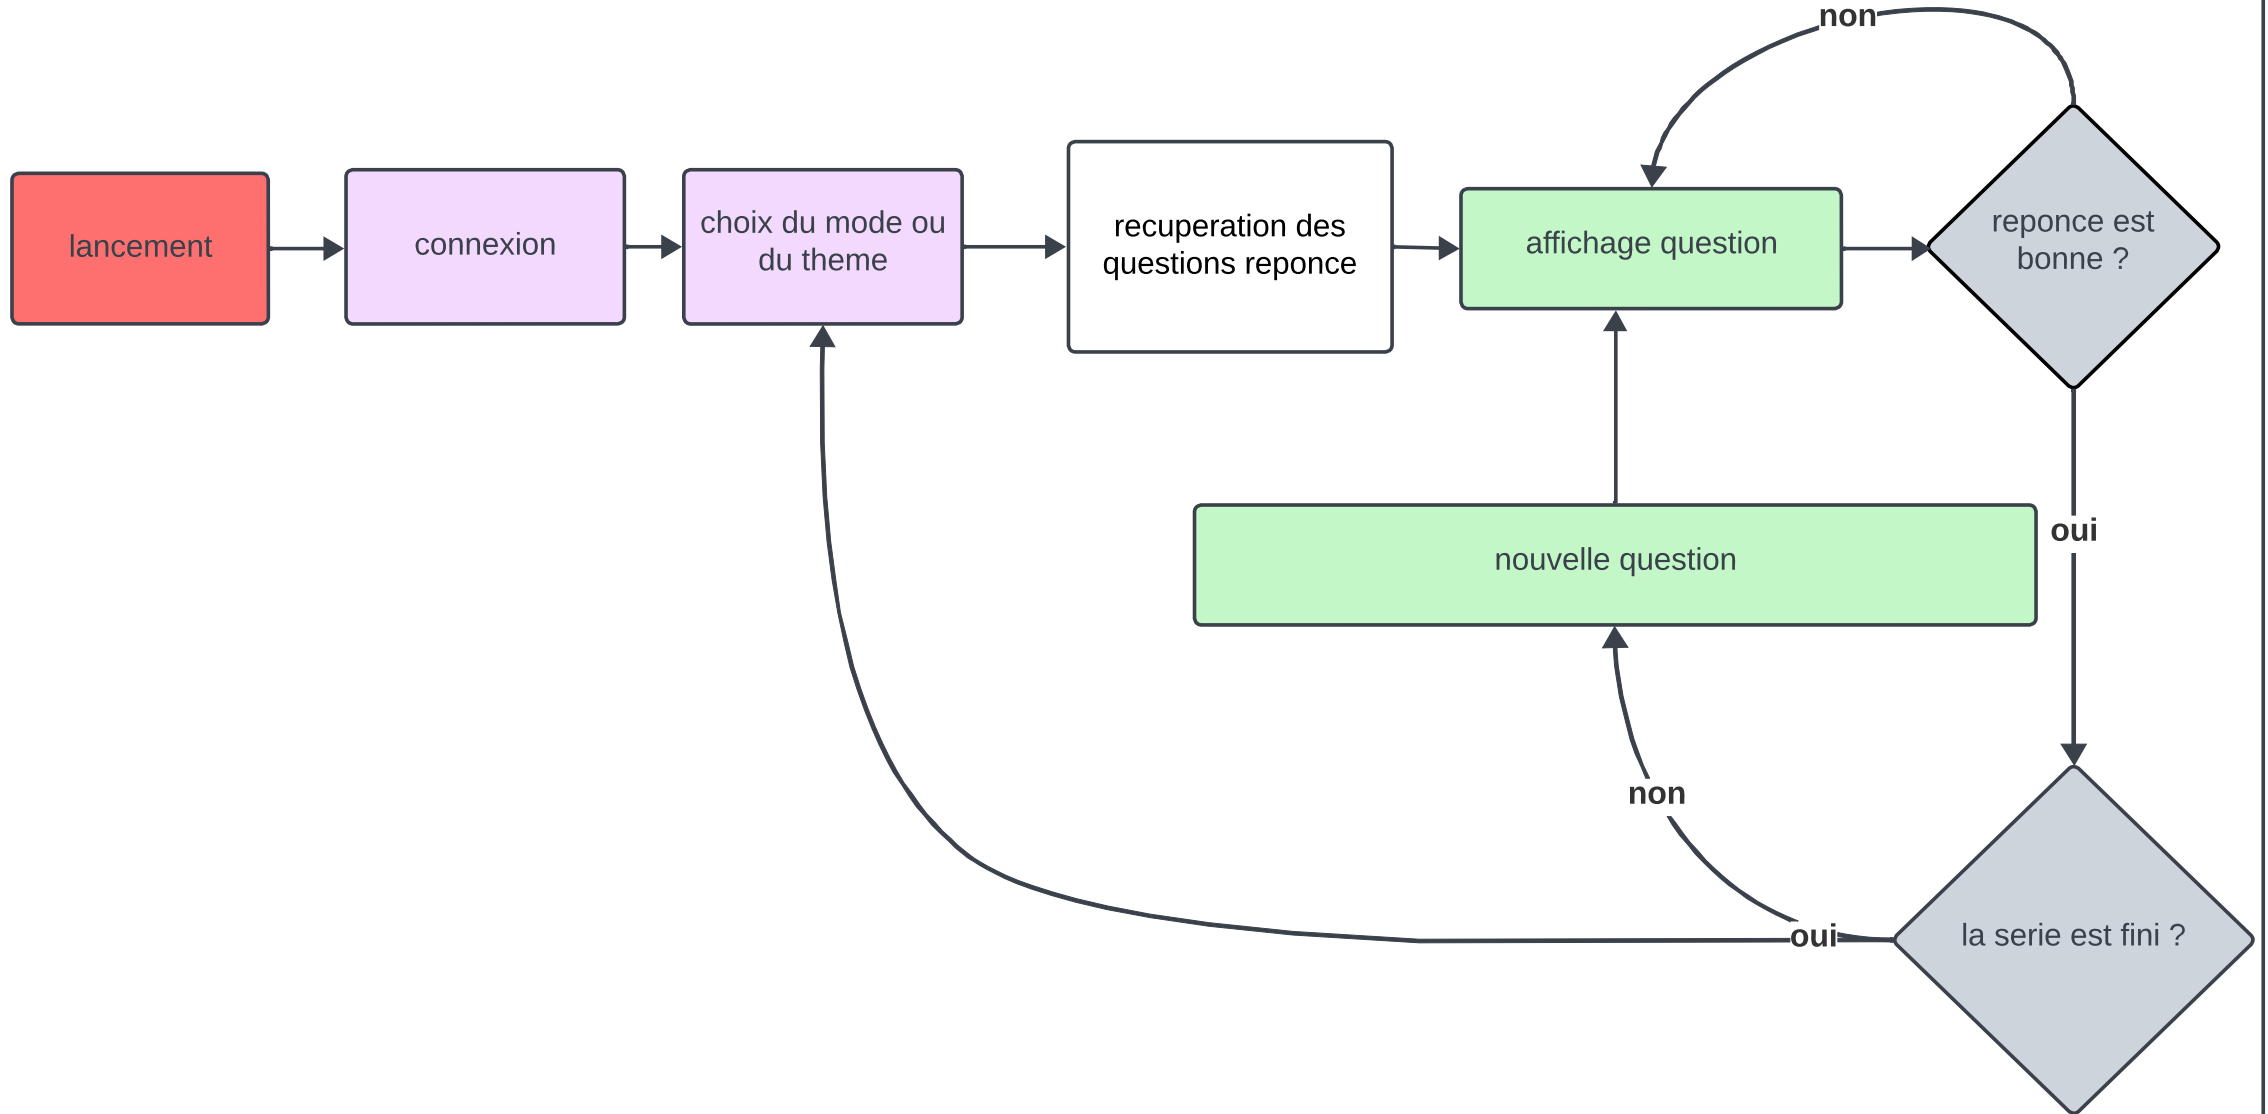 non
lancement
connexion
choix du mode ou
du theme
recuperation des
questions reponce
affichage question
reponce est
bonne ?
oui
nouvelle question
non
oui
la serie est fini ?